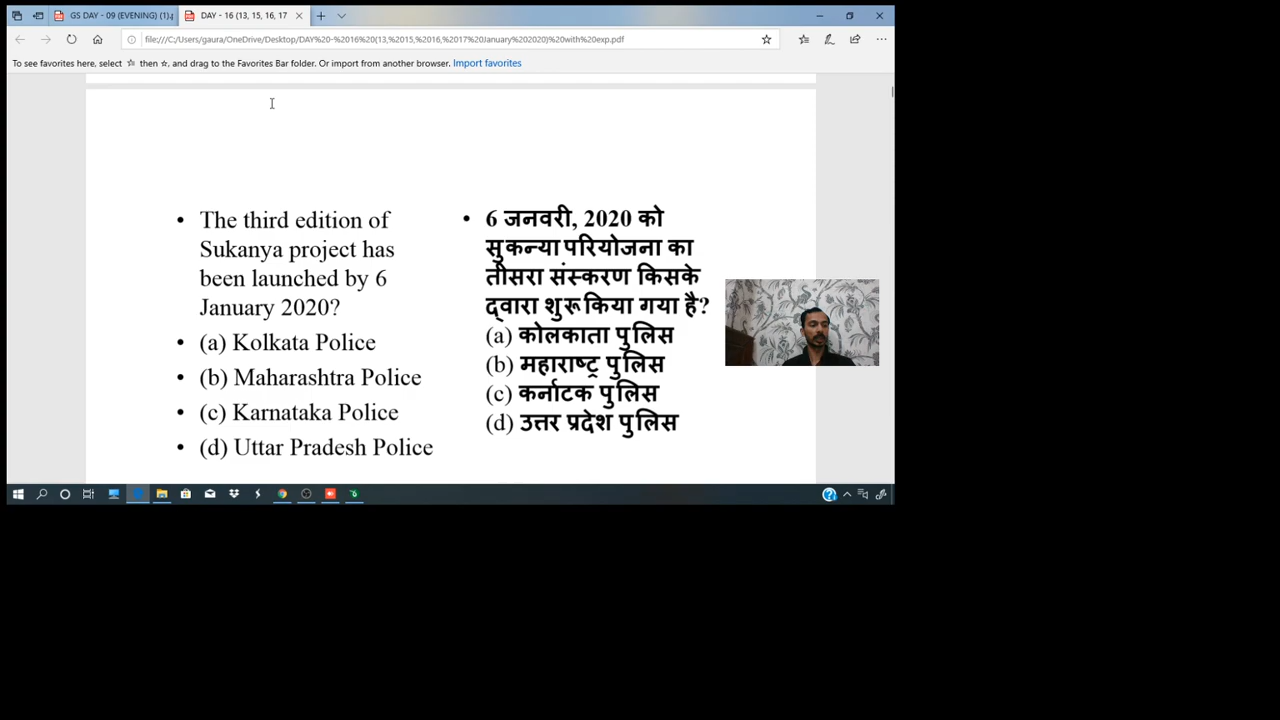 GS DAY - 09 (EVENING) (1).p
DAY - 16 (13, 15, 16, 17
file:///C:/Users/gaura/OneDrive/Desktop/DAY%20-%2016%20(13,%2015,%2016,%2017%20January%202020)%20with%20exp.pdf
To see favorites here, select ☆ then ☆, and drag to the Favorites Bar folder. Or import from another browser. Import favorites
• The third edition of
Sukanya project has
been launched by 6
January 2020?
• (a) Kolkata Police
• (b) Maharashtra Police
• (c) Karnataka Police
• (d) Uttar Pradesh Police
• 6 जनवरी, 2020 को
सुकन्या परियोजना का
तीसरा संस्करण किसके
द्वारा शुरू किया गया है?
(a) कोलकाता पुलिस
(b) महाराष्ट्र पुलिस
(c) कर्नाटक पुलिस
(d) उत्तर प्रदेश पुलिस